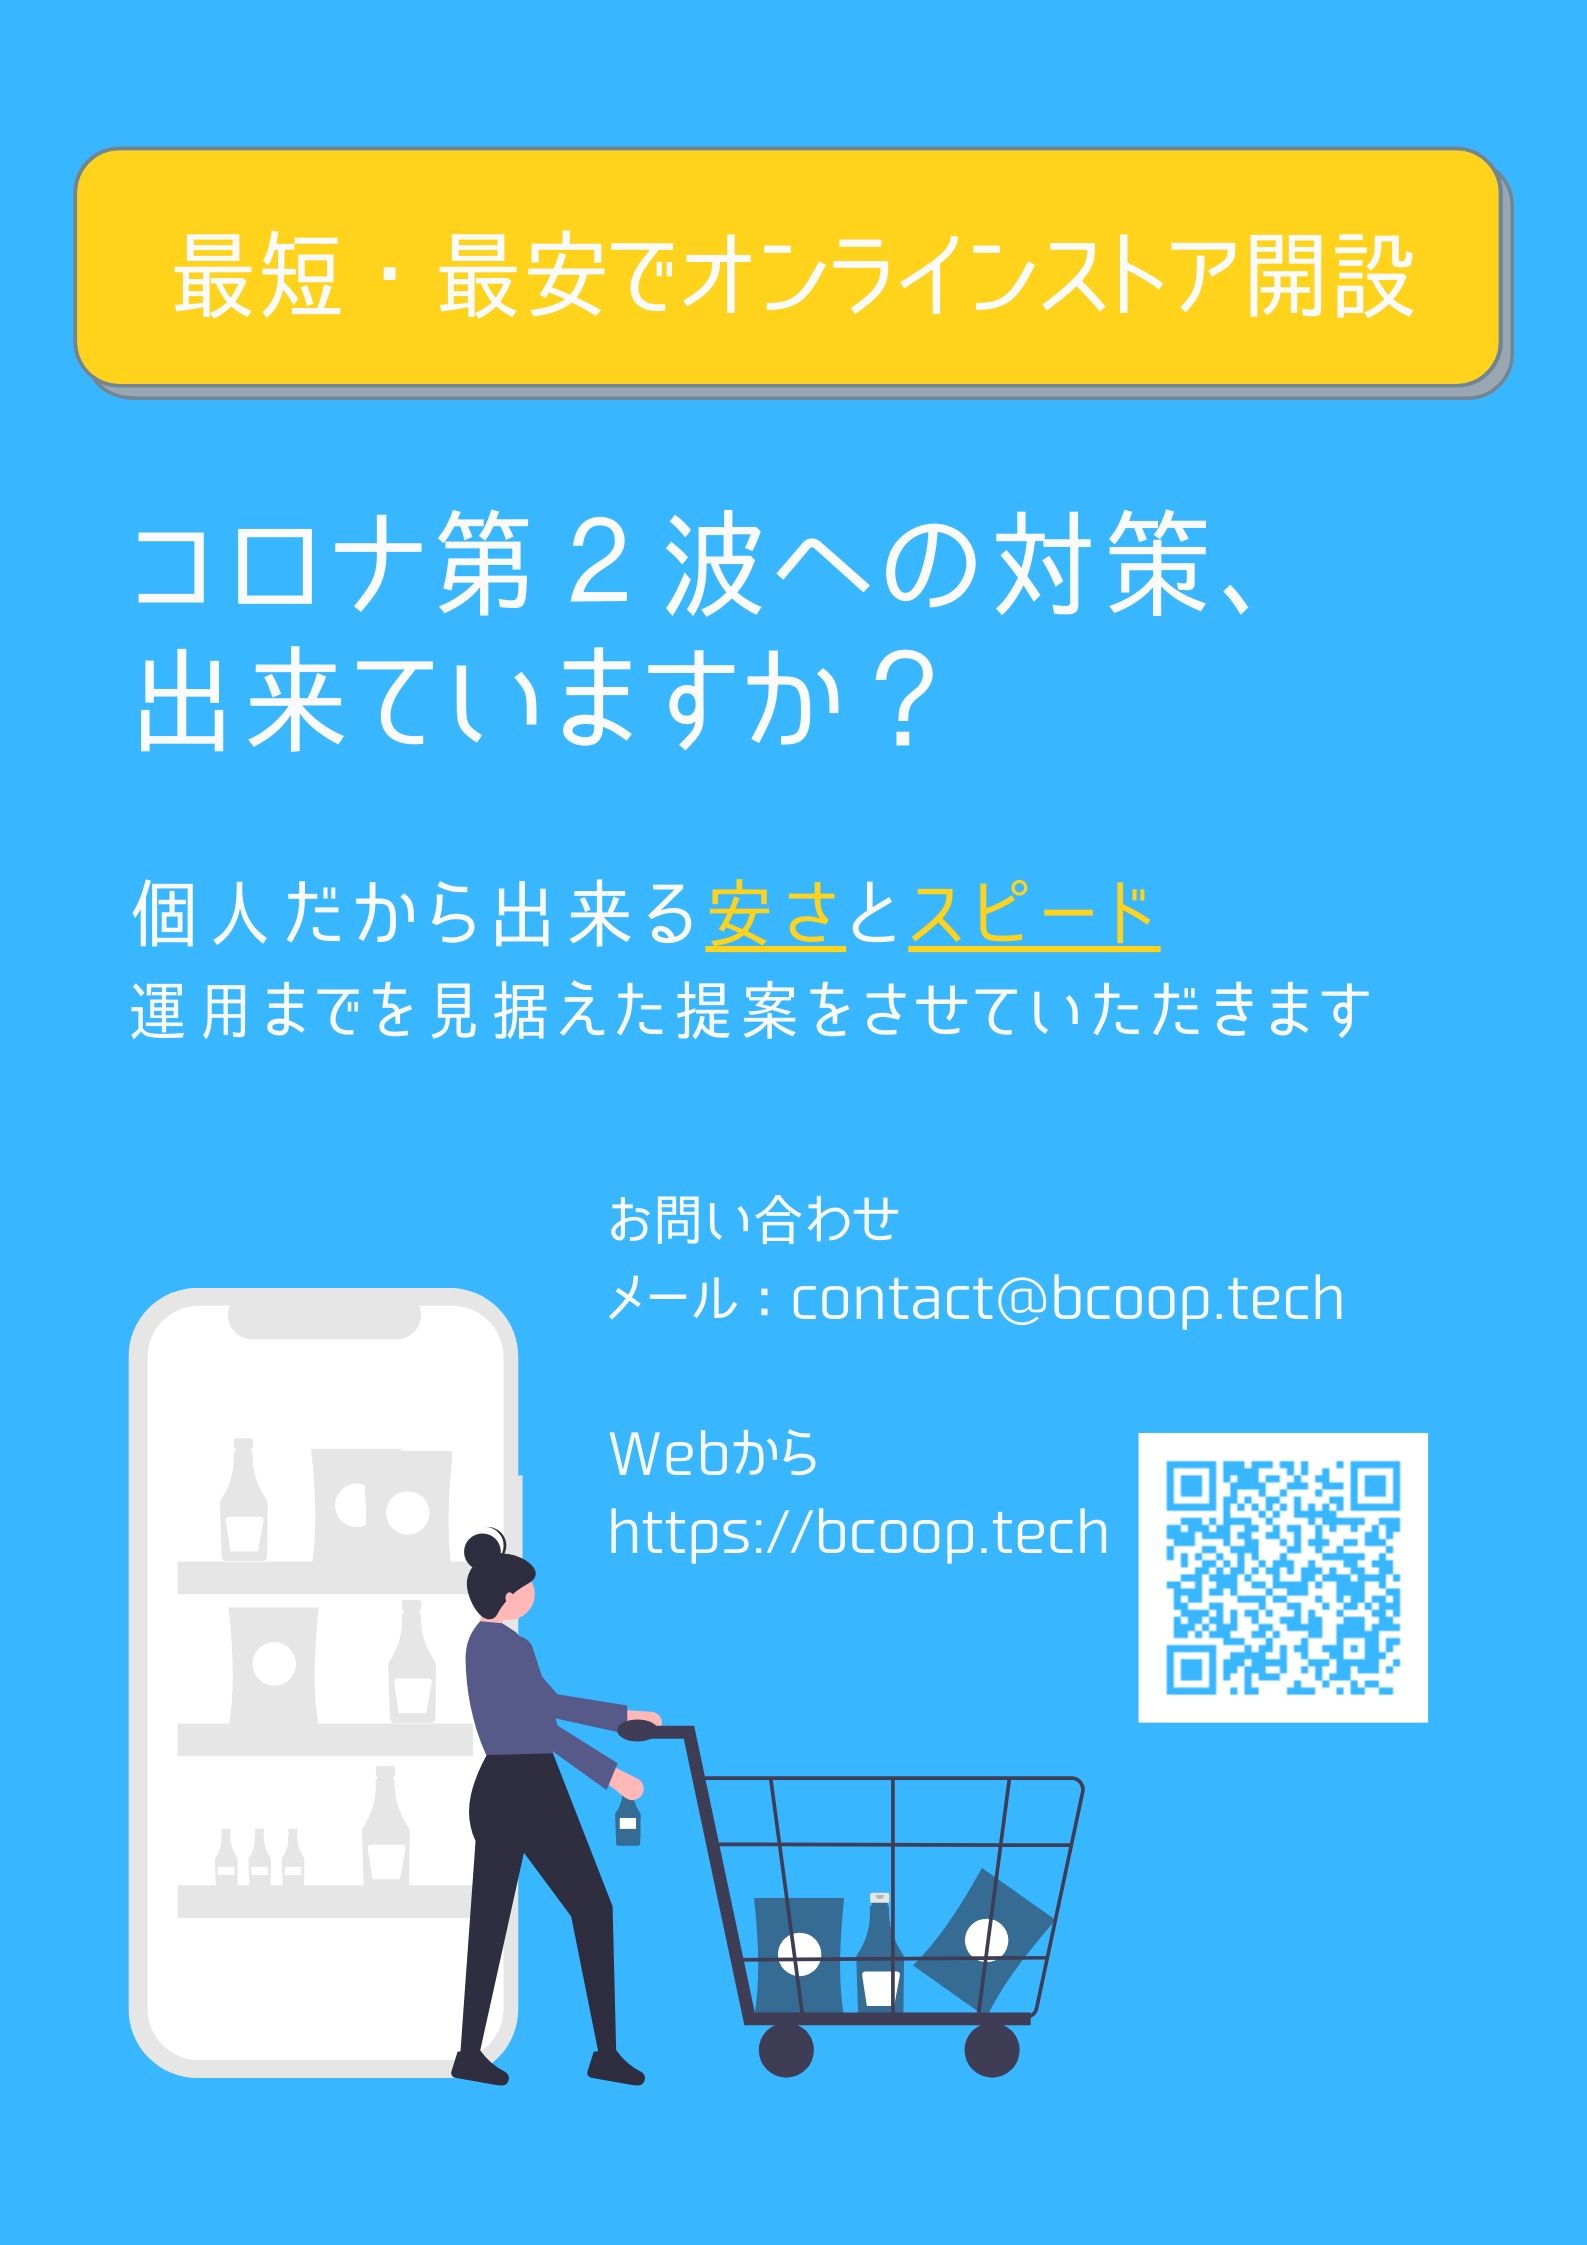 最短・最安でオンラインストア開設
コロナ第２波への対策、
出来ていますか？
個人だから出来る安さとスピード
運用までを見据えた提案をさせていただきます
お問い合わせ
メール：contact@bcoop.tech
Webから
https://bcoop.tech